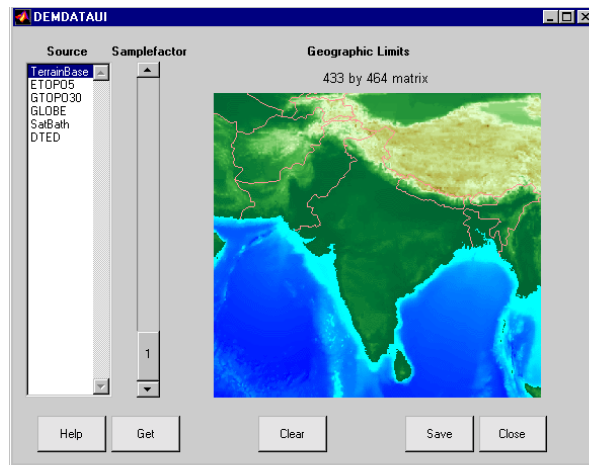 DEMDATAUI
Source
Samplefactor
Geographic Limits
433 by 464 matrix
TerrainBase
ETOPO5
GTOPO30
GLOBE
SatBath
DTED
1
Help
Get
Clear
Save
Close